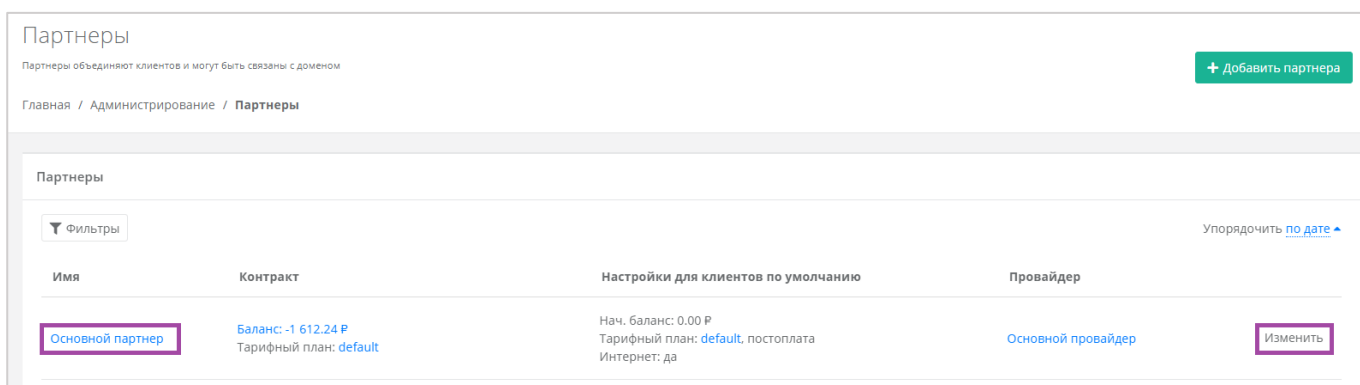 Партнеры
Партнеры объединяют клиентов и могут быть связаны с доменом
+ Добавить партнера
Главная / Администрирование / Партнеры
Партнеры
Фильтры
Упорядочить по дате
Имя Контракт Настройки для клиентов по умолчанию Провайдер
Основной партнер
Баланс: -1 612.24 ₽
Тарифный план: default
Нач. баланс: 0.00 ₽
Тарифный план: default, постоплата
Интернет: да
Основной провайдер
Изменить